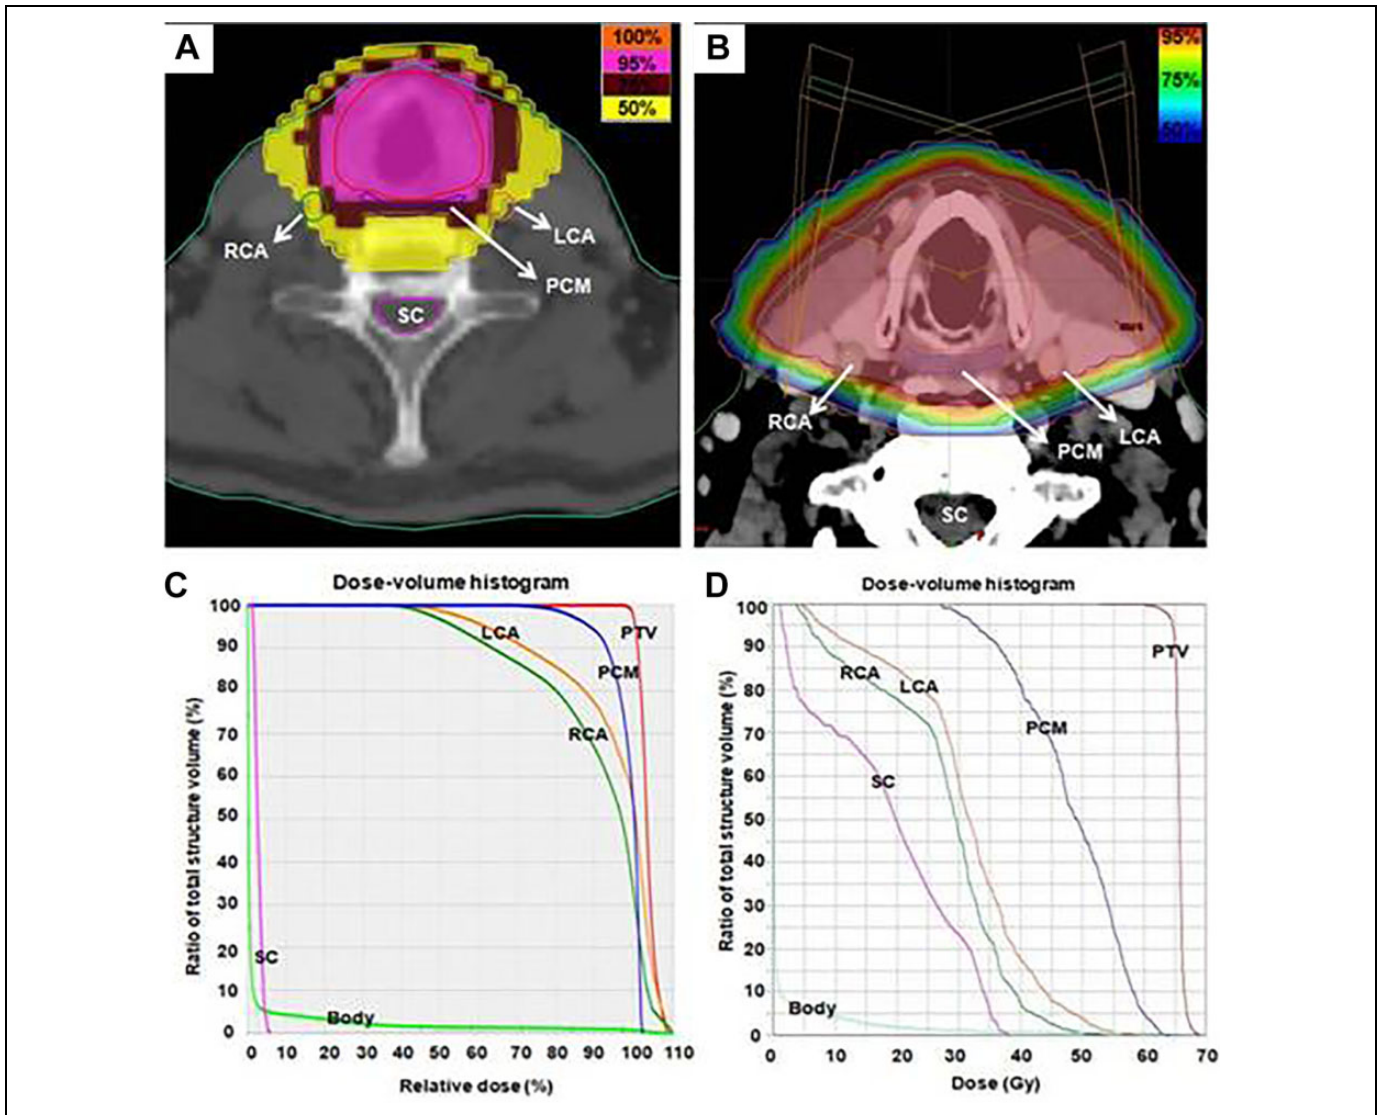 A
100%
95%
75%
50%
RCA
LCA
PCM
SC
B
95%
75%
50%
RCA
LCA
PCM
SC
C
Dose-volume histogram
Ratio of total structure volume (%)
100
90
80
70
60
50
40
30
20
10
0
LCA
PTV
PCM
RCA
SC
Body
0 10 20 30 40 50 60 70 80 90 100 110
Relative dose (%)
D
Dose-volume histogram
Ratio of total structure volume (%)
100
90
80
70
60
50
40
30
20
10
0
PTV
RCA
LCA
PCM
SC
Body
0 10 20 30 40 50 60 70
Dose (Gy)